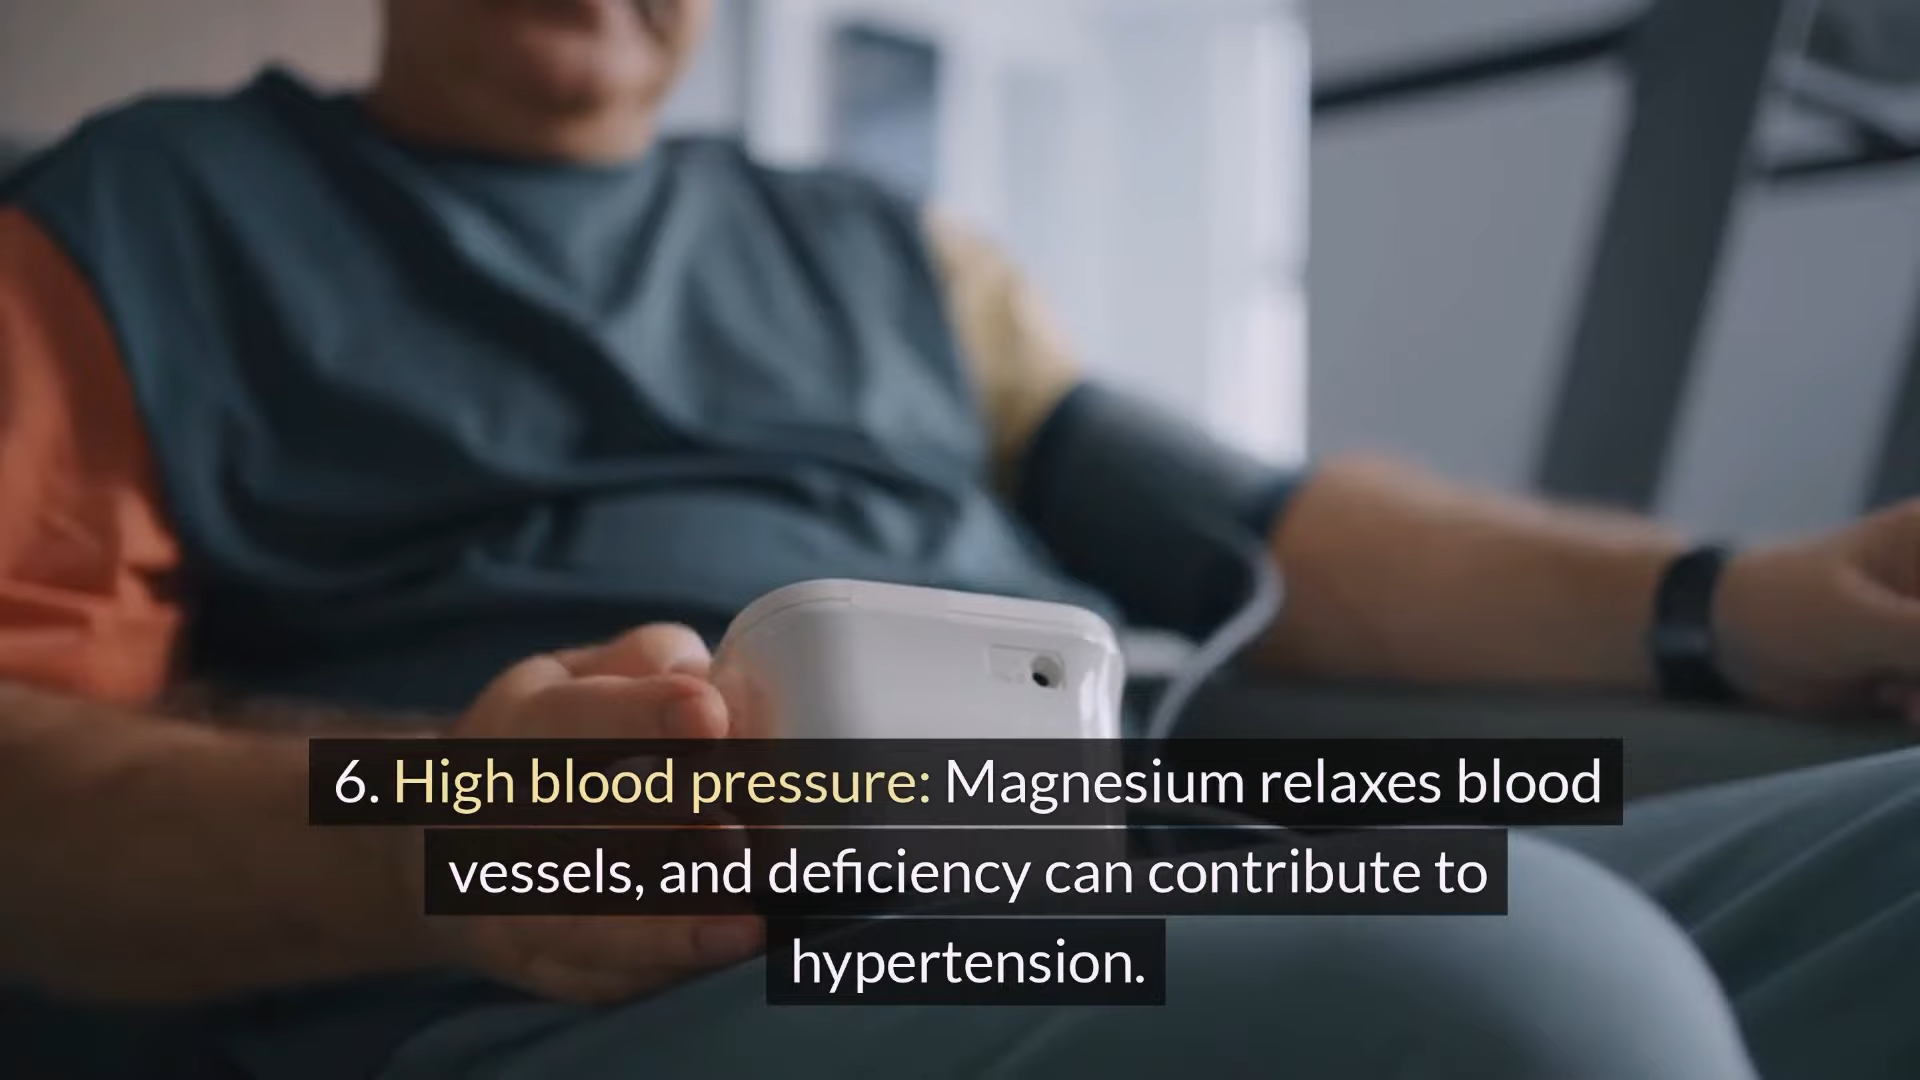 6. High blood pressure: Magnesium relaxes blood
vessels, and deficiency can contribute to
hypertension.